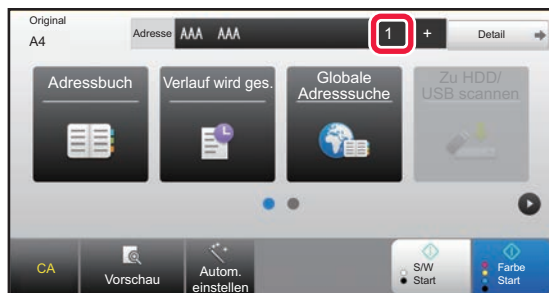 Original
A4
Adresse AAA AAA 1 + Detail
Adressbuch
Verlauf wird ges.
Globale
Adresssuche
Zu HDD/
USB scannen
CA
Vorschau
Autom.
einstellen
S/W
Start
Farbe
Start